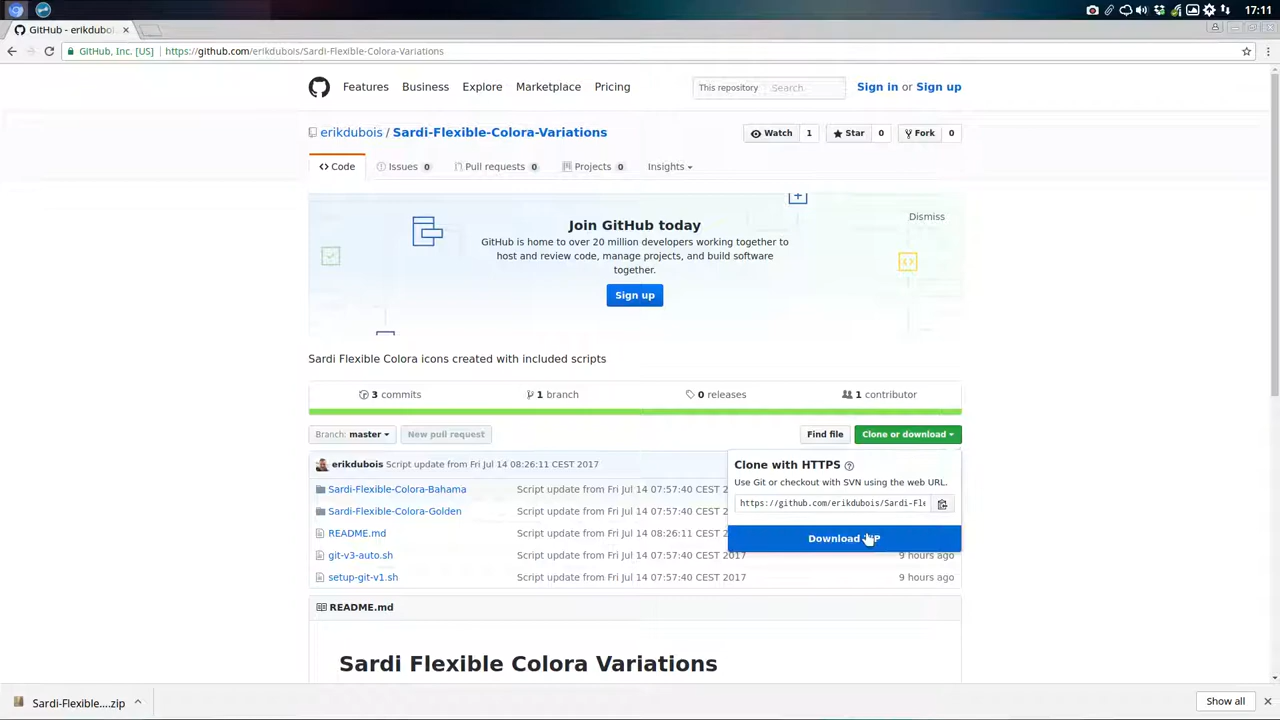 17:11
GitHub - erikdubois/
GitHub, Inc. [US] https://github.com/erikdubois/Sardi-Flexible-Colora-Variations
Features Business Explore Marketplace Pricing This repository Search Sign in or Sign up
erikdubois / Sardi-Flexible-Colora-Variations Watch 1 Star 0 Fork 0
Code Issues 0 Pull requests 0 Projects 0 Insights
Join GitHub today
Dismiss
GitHub is home to over 20 million developers working together to
host and review code, manage projects, and build software
together.
Sign up
Sardi Flexible Colora icons created with included scripts
3 commits 1 branch 0 releases 1 contributor
Branch: master New pull request Find file Clone or download
erikdubois Script update from Fri Jul 14 08:26:11 CEST 2017
Clone with HTTPS
Use Git or checkout with SVN using the web URL.
https://github.com/erikdubois/Sardi-Fle
Download
Sardi-Flexible-Colora-Bahama Script update from Fri Jul 14 07:57:40 CEST 2
Sardi-Flexible-Colora-Golden Script update from Fri Jul 14 07:57:40 CEST 2
README.md Script update from Fri Jul 14 08:26:11 CEST 2
git-v3-auto.sh Script update from Fri Jul 14 07:57:40 CEST 2017 9 hours ago
setup-git-v1.sh Script update from Fri Jul 14 07:57:40 CEST 2017 9 hours ago
README.md
Sardi Flexible Colora Variations
Sardi-Flexible....zip Show all